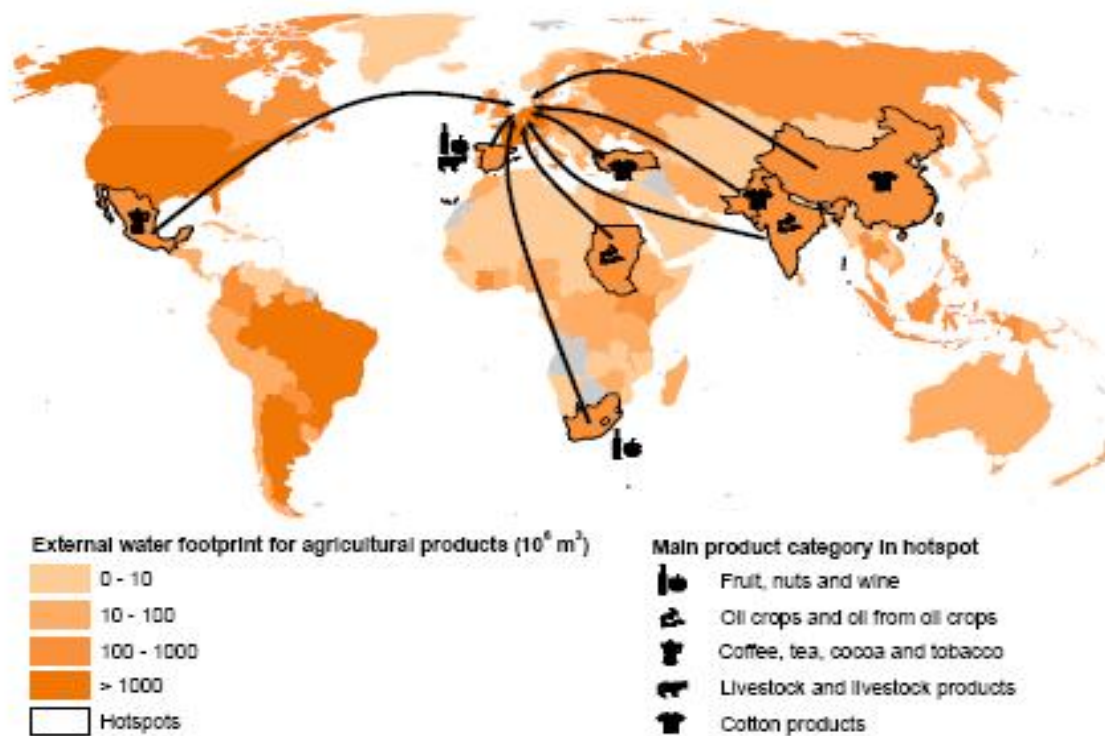 External water footprint for agricultural products (10⁶ m³)
0 - 10
10 - 100
100 - 1000
> 1000
Hotspots
Main product category in hotspot
Fruit, nuts and wine
Oil crops and oil from oil crops
Coffee, tea, cocoa and tobacco
Livestock and livestock products
Cotton products